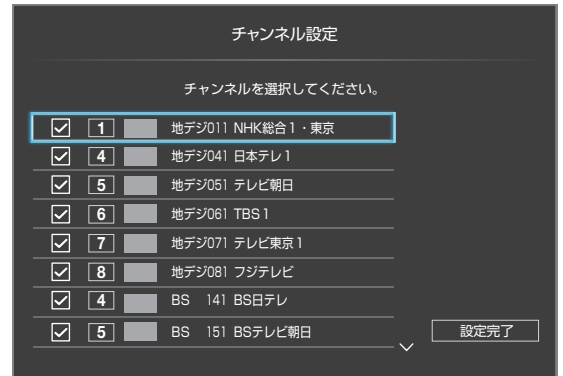 チャンネル設定
チャンネルを選択してください。
1 地デジ011 NHK総合1・東京
4 地デジ041 日本テレ1
5 地デジ051 テレビ朝日
6 地デジ061 TBS1
7 地デジ071 テレビ東京1
8 地デジ081 フジテレビ
4 BS 141 BS日テレ
5 BS 151 BSテレビ朝日
設定完了